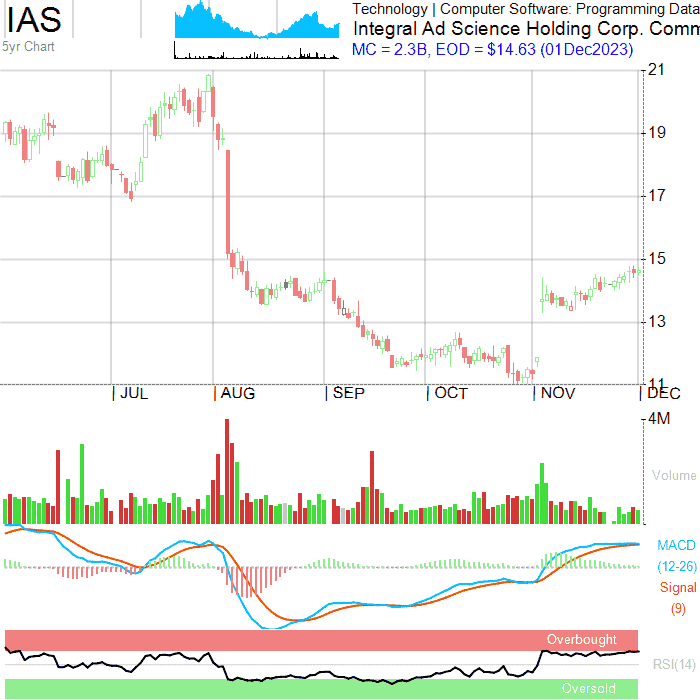 IAS
5yr Chart
Technology | Computer Software: Programming Data
Integral Ad Science Holding Corp. Comm
MC = 2.3B, EOD = $14.63 (01Dec2023)
21
19
17
15
13
11
JUL AUG SEP OCT NOV DEC
4M
Volume
MACD
(12-26)
Signal
(9)
Overbought
RSI(14)
Oversold